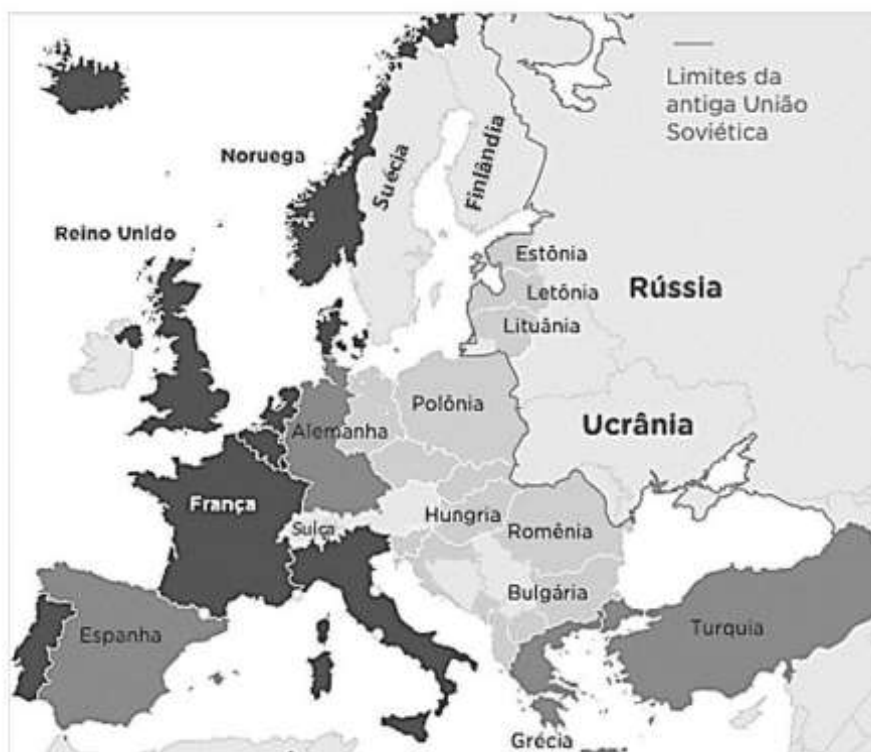 Limites da
antiga União
Soviética
Noruega
Suécia
Finlândia
Reino Unido
Estônia
Letônia
Rússia
Lituânia
Polônia
Ucrânia
Alemanha
França
Suíça
Hungria
Romênia
Bulgária
Espanha
Turquia
Grécia